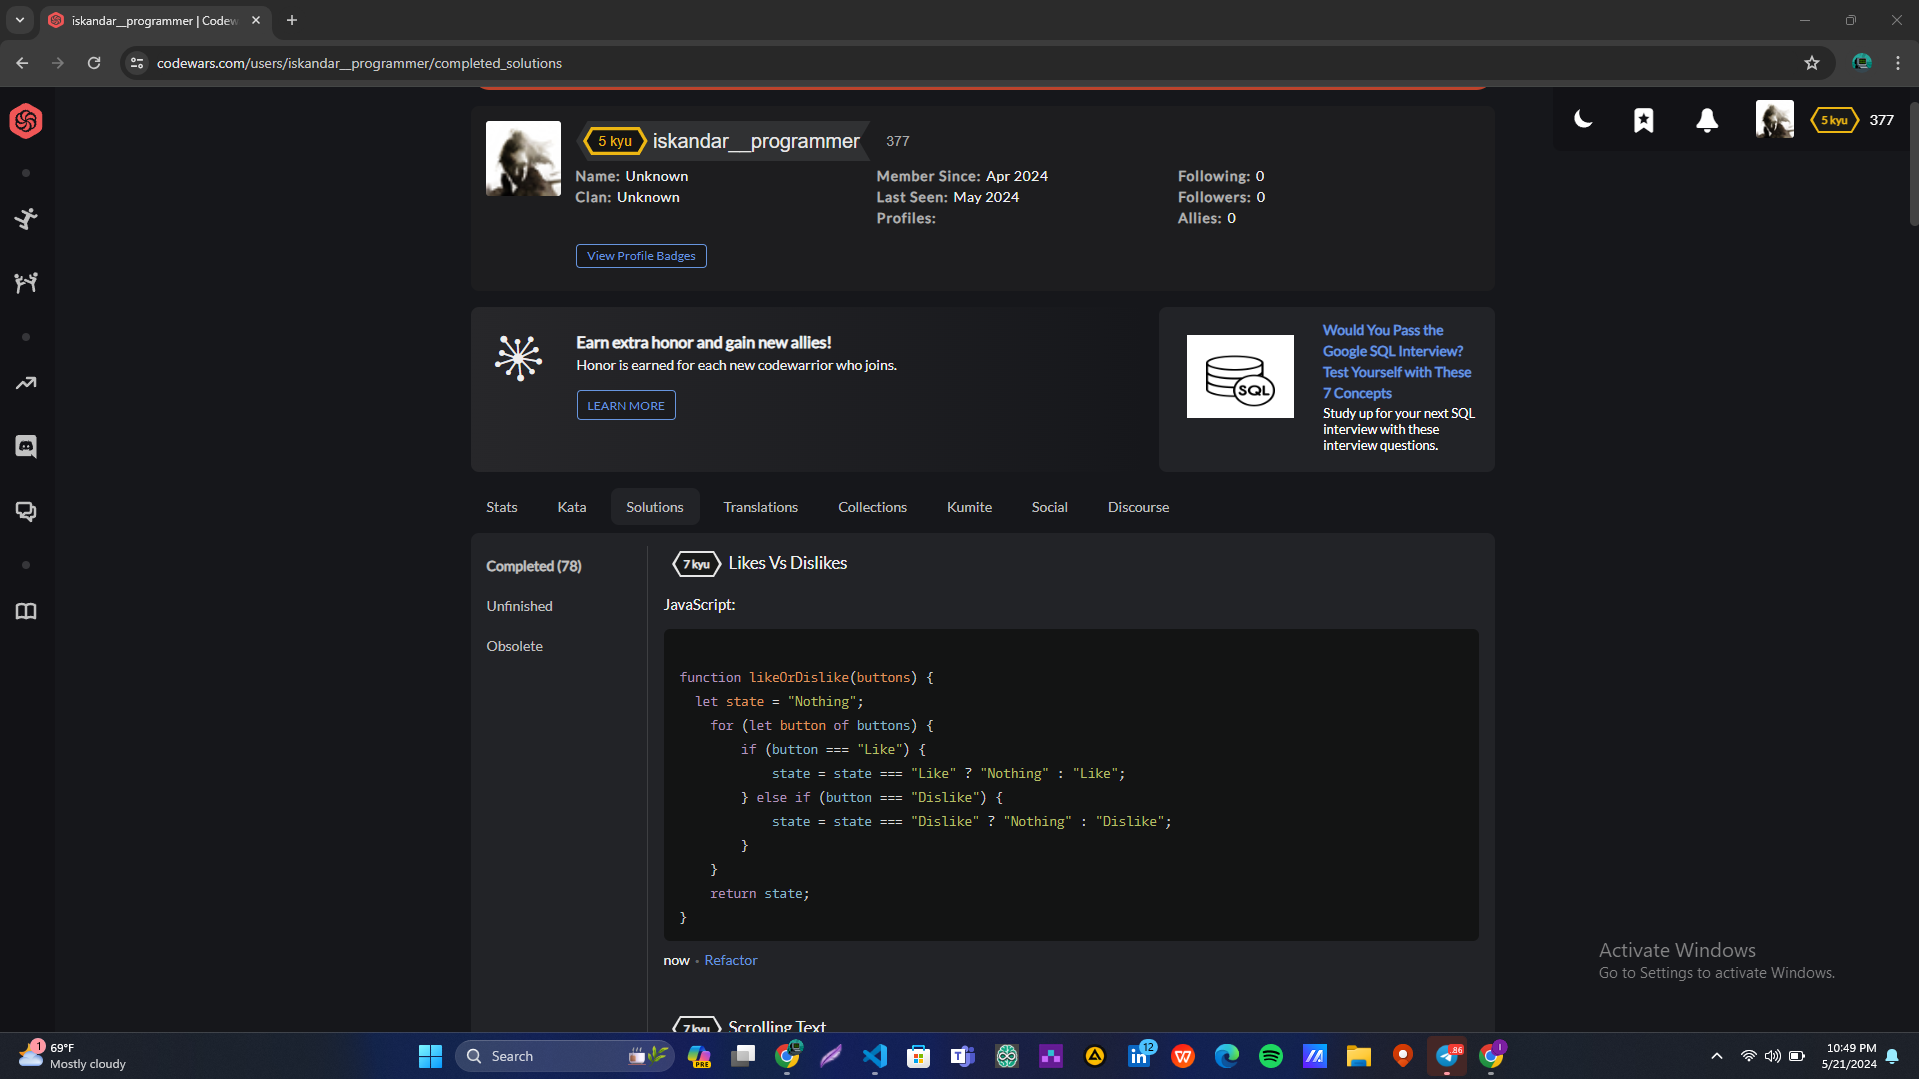 iskandar__programmer | Codew
codewars.com/users/iskandar__programmer/completed_solutions
5 kyu iskandar__programmer 377
5 kyu 377
Name: Unknown
Clan: Unknown
Member Since: Apr 2024
Last Seen: May 2024
Profiles:
Following: 0
Followers: 0
Allies: 0
View Profile Badges
Earn extra honor and gain new allies!
Honor is earned for each new codewarrior who joins.
LEARN MORE
SQL
Would You Pass the
Google SQL Interview?
Test Yourself with These
7 Concepts
Study up for your next SQL
interview with these
interview questions.
Stats Kata Solutions Translations Collections Kumite Social Discourse
Completed (78)
Unfinished
Obsolete
7 kyu Likes Vs Dislikes
JavaScript:
function likeOrDislike(buttons) {
  let state = "Nothing";
    for (let button of buttons) {
        if (button === "Like") {
            state = state === "Like" ? "Nothing" : "Like";
        } else if (button === "Dislike") {
            state = state === "Dislike" ? "Nothing" : "Dislike";
        }
    }
    return state;
}
now • Refactor
7 kyu Scrolling Text
Activate Windows
Go to Settings to activate Windows.
1
69°F
Mostly cloudy
Search
PRE
12
86
10:49 PM
5/21/2024